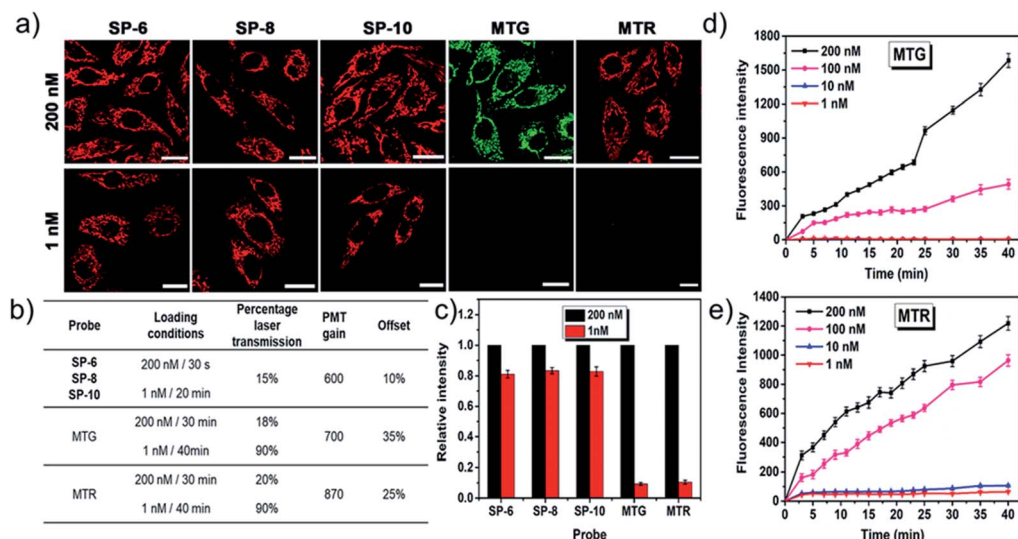 a)
SP-6 SP-8 SP-10 MTG MTR
200 nM
1 nM
b)
Probe Loading conditions Percentage laser transmission PMT gain Offset
SP-6
SP-8
SP-10
200 nM / 30 s
1 nM / 20 min
15%
600
10%
MTG
200 nM / 30 min
1 nM / 40min
18%
90%
700
35%
MTR
200 nM / 30 min
1 nM / 40 min
20%
90%
870
25%
c)
200 nM
1nM
Relative intensity
1.2
1.0
0.8
0.6
0.4
0.2
0.0
SP-6 SP-8 SP-10 MTG MTR
Probe
d)
MTG
200 nM
100 nM
10 nM
1 nM
Fluorescence intensity
1800
1500
1200
900
600
300
0
0 5 10 15 20 25 30 35 40
Time (min)
e)
MTR
200 nM
100 nM
10 nM
1 nM
Fluorescence intensity
1400
1200
1000
800
600
400
200
0
0 5 10 15 20 25 30 35 40
Time (min)